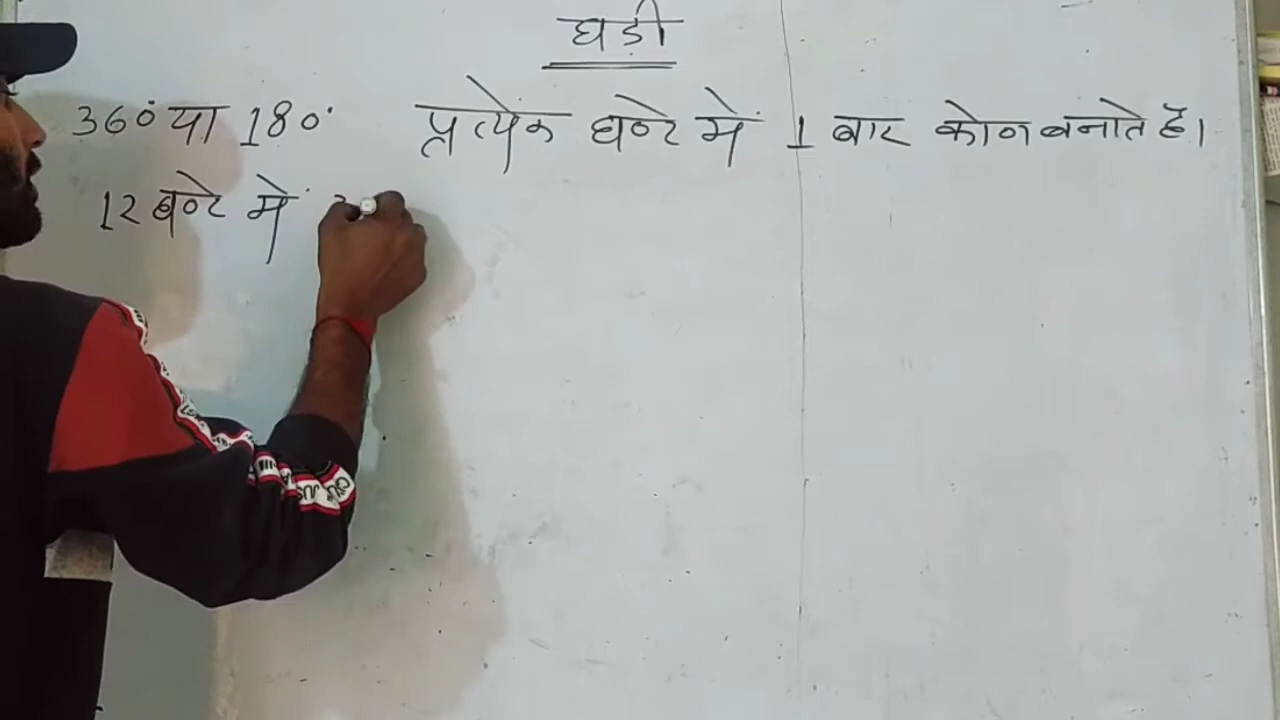 घड़ी
360° या 180° प्रत्येक घण्टे में 1 बार कोण बनाते है।
12 घण्टे में